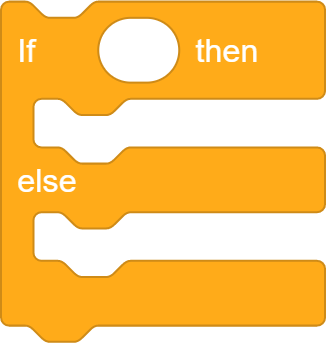 If then
else